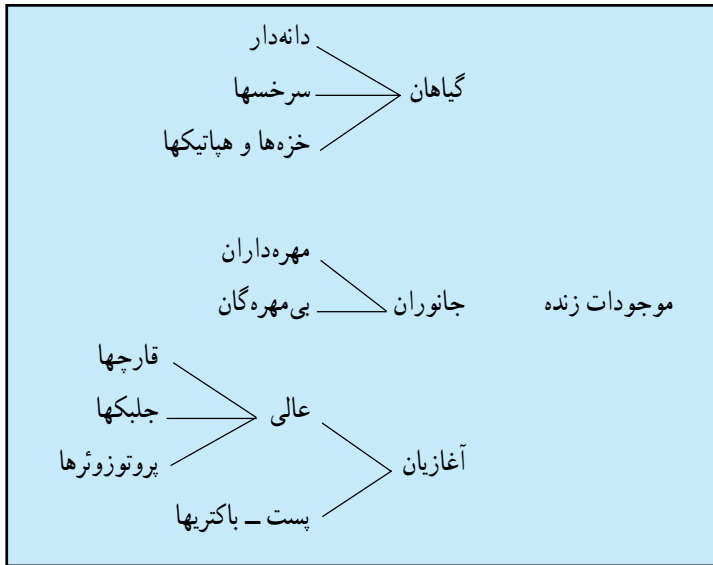 دانه‌دار
گیاهان
سرخسها
خزه‌ها و هپاتیکها
مهره‌داران
موجودات زنده
جانوران
بی‌مهره‌گان
قارچها
عالی
جلبکها
آغازیان
پروتوزوئرها
پست – باکتریها